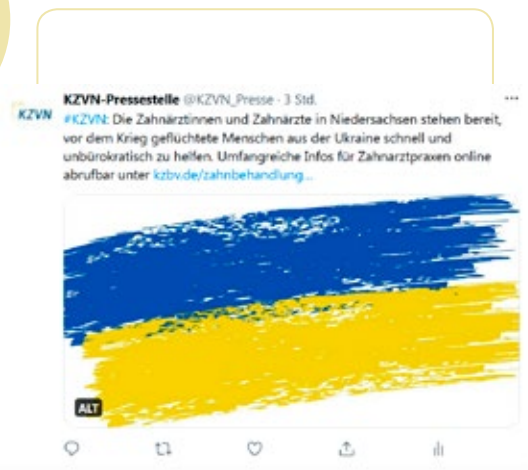 KZVN
KZVN-Pressestelle @KZVN_Presse · 3 Std.
#KZVN: Die Zahnärztinnen und Zahnärzte in Niedersachsen stehen bereit,
vor dem Krieg geflüchtete Menschen aus der Ukraine schnell und
unbürokratisch zu helfen. Umfangreiche Infos für Zahnarztpraxen online
abrufbar unter kzbv.de/zahnbehandlung...
ALT